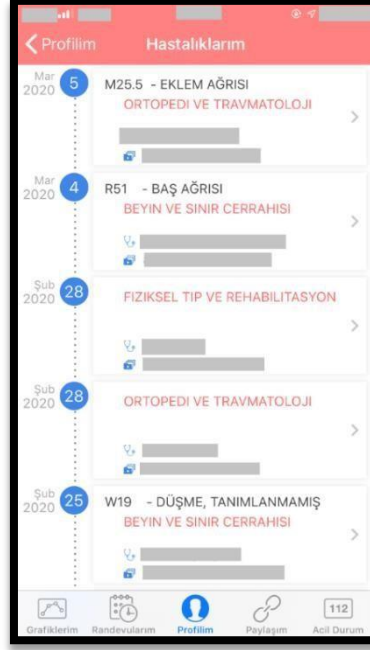 Profilim
Hastalıklarım
Mar
2020
5
M25.5 - EKLEM AĞRISI
ORTOPEDI VE TRAVMATOLOJI
Mar
2020
4
R51 - BAŞ AĞRISI
BEYIN VE SINIR CERRAHISI
Şub
2020
28
FIZIKSEL TIP VE REHABILITASYON
Şub
2020
28
ORTOPEDI VE TRAVMATOLOJI
Şub
2020
25
W19 - DÜŞME, TANIMLANMAMIŞ
BEYIN VE SINIR CERRAHISI
112
Grafiklerim
Randevularım
Profilim
Paylaşım
Acil Durum